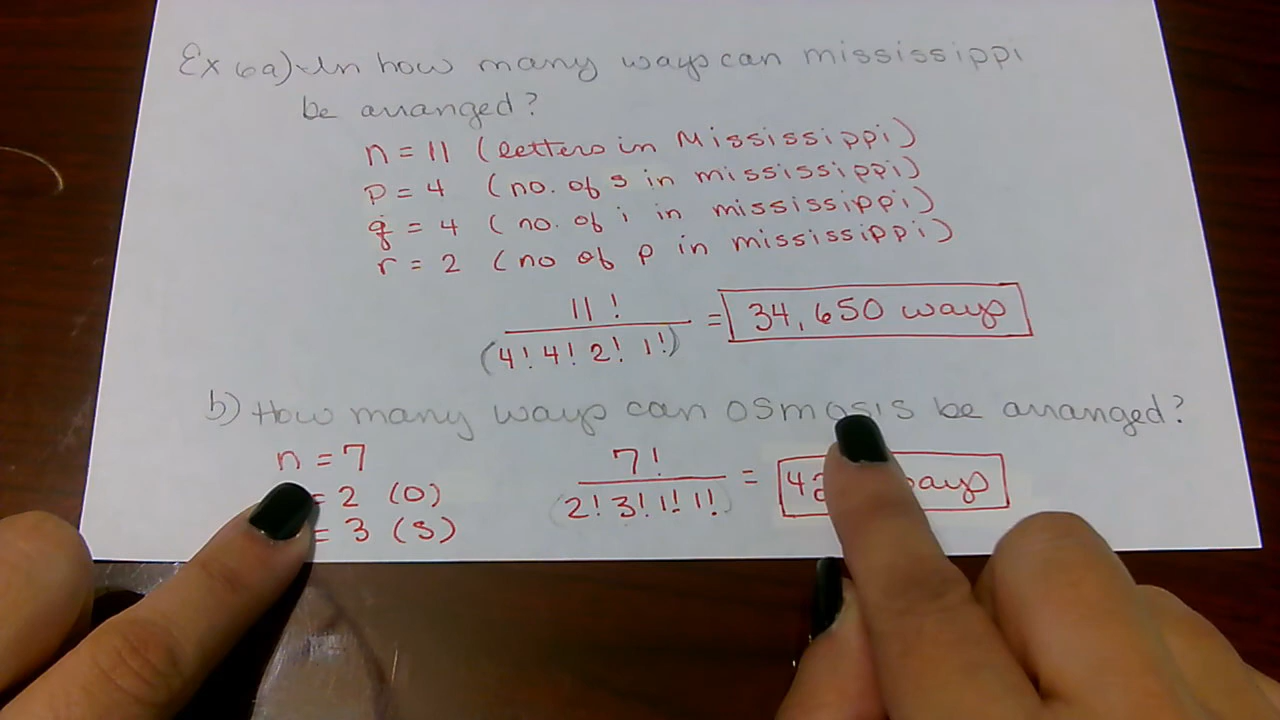 Ex 6a) In how many ways can mississippi
be arranged?
n = 11 (letters in Mississippi)
p = 4 (no. of s in mississippi)
q = 4 (no. of i in mississippi)
r = 2 (no of p in mississippi)
11!
(4! 4! 2! 1!) = 34,650 ways
b) How many ways can osmosis be arranged?
n = 7
= 2 (O)
= 3 (S)
7!
(2! 3! 1! 1!) =